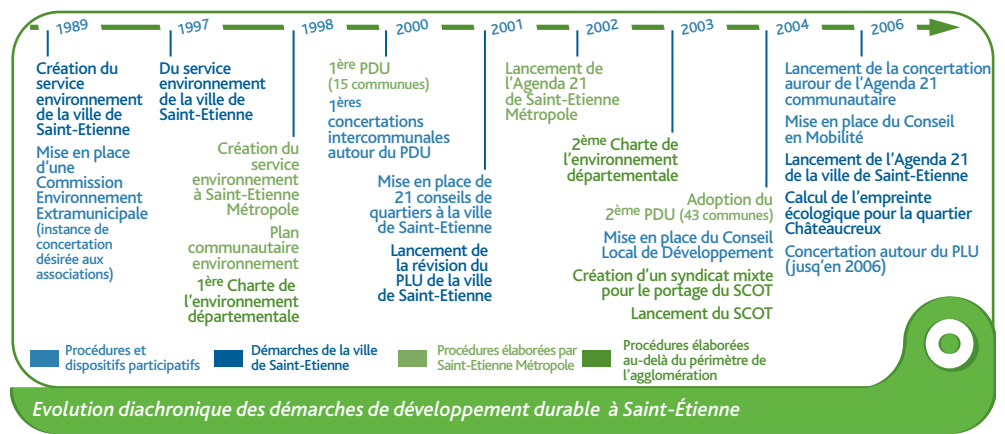 1989
1997
1998
2000
2001
2002
2003
2004
2006
Création du
service
environnement
de la ville de
Saint-Etienne
Mise en place
d'une
Commission
Environnement
Extramunicipale
(instance de
concertation
désirée aux
associations)
Du service
environnement
de la ville de
Saint-Etienne
Création du
service
environnement
à Saint-Etienne
Métropole
Plan
communautaire
environnement
1ère Charte de
l'environnement
départementale
1ère PDU
(15 communues)
1ères
concertations
intercommunales
autour du PDU
Mise en place de
21 conseils de
quartiers à la ville
de Saint-Etienne
Lancement de
la révision du
PLU de la ville
de Saint-Etienne
Lancement de
l'Agenda 21
de Saint-Etienne
Métropole
2ème Charte de
l'environnement
départementale
Adoption du
2ème PDU (43 communes)
Mise en place du Conseil
Local de Développement
Création d'un syndicat mixte
pour le portage du SCOT
Lancement du SCOT
Lancement de la concertation
aurour de l'Agenda 21
communautaire
Mise en place du Conseil
en Mobilité
Lancement de l'Agenda 21
de la ville de Saint-Etienne
Calcul de l'empreinte
écologique pour la quartier
Châteaucreux
Concertation autour du PLU
(jusq'en 2006)
Procédures et
dispositifs participatifs
Démarches de la ville
de Saint-Etienne
Procédures élaborées par
Saint-Etienne Métropole
Procédures élaborées
au-delà du périmètre de
l'agglomération
Evolution diachronique des démarches de développement durable à Saint-Étienne